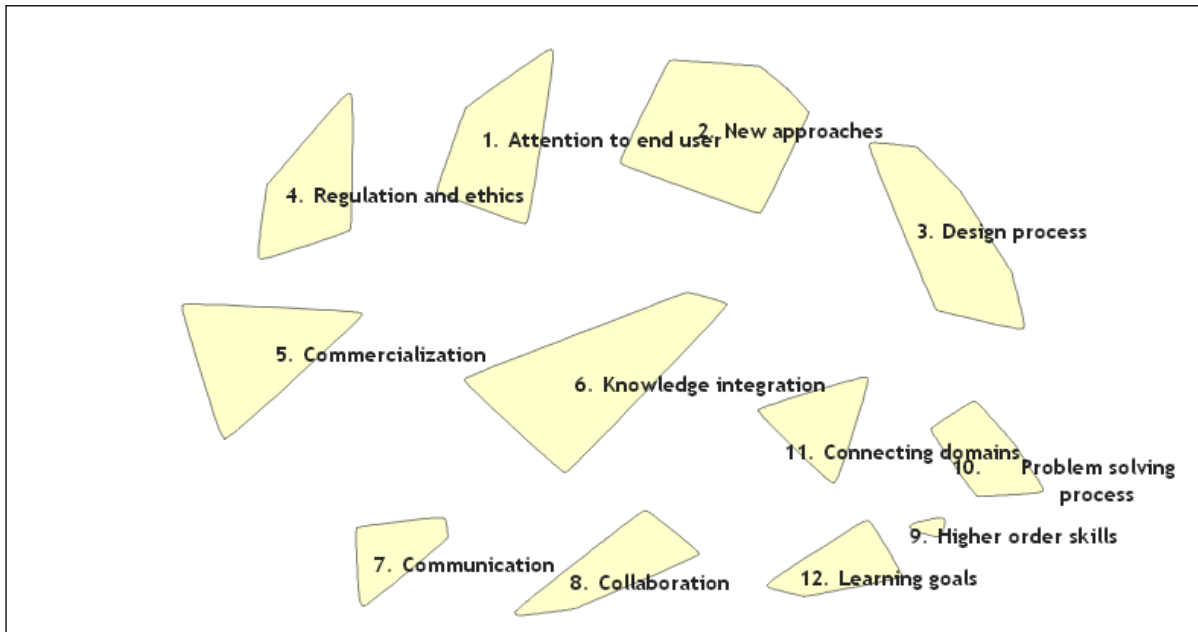 1. Attention to end user
2. New approaches
3. Design process
4. Regulation and ethics
5. Commercialization
6. Knowledge integration
11. Connecting domains
10. Problem solving
process
9. Higher order skills
7. Communication
8. Collaboration
12. Learning goals